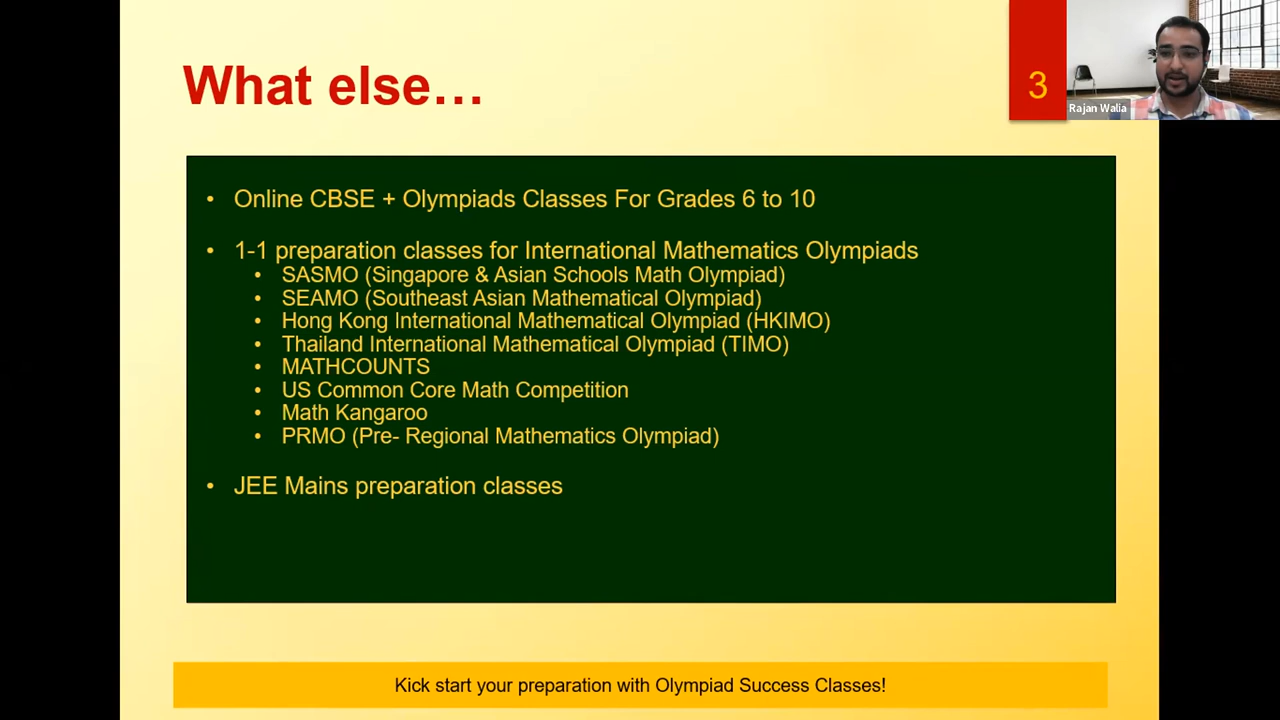 What else…
3
Rajan Walia
• Online CBSE + Olympiads Classes For Grades 6 to 10
• 1-1 preparation classes for International Mathematics Olympiads
• SASMO (Singapore & Asian Schools Math Olympiad)
• SEAMO (Southeast Asian Mathematical Olympiad)
• Hong Kong International Mathematical Olympiad (HKIMO)
• Thailand International Mathematical Olympiad (TIMO)
• MATHCOUNTS
• US Common Core Math Competition
• Math Kangaroo
• PRMO (Pre- Regional Mathematics Olympiad)
• JEE Mains preparation classes
Kick start your preparation with Olympiad Success Classes!